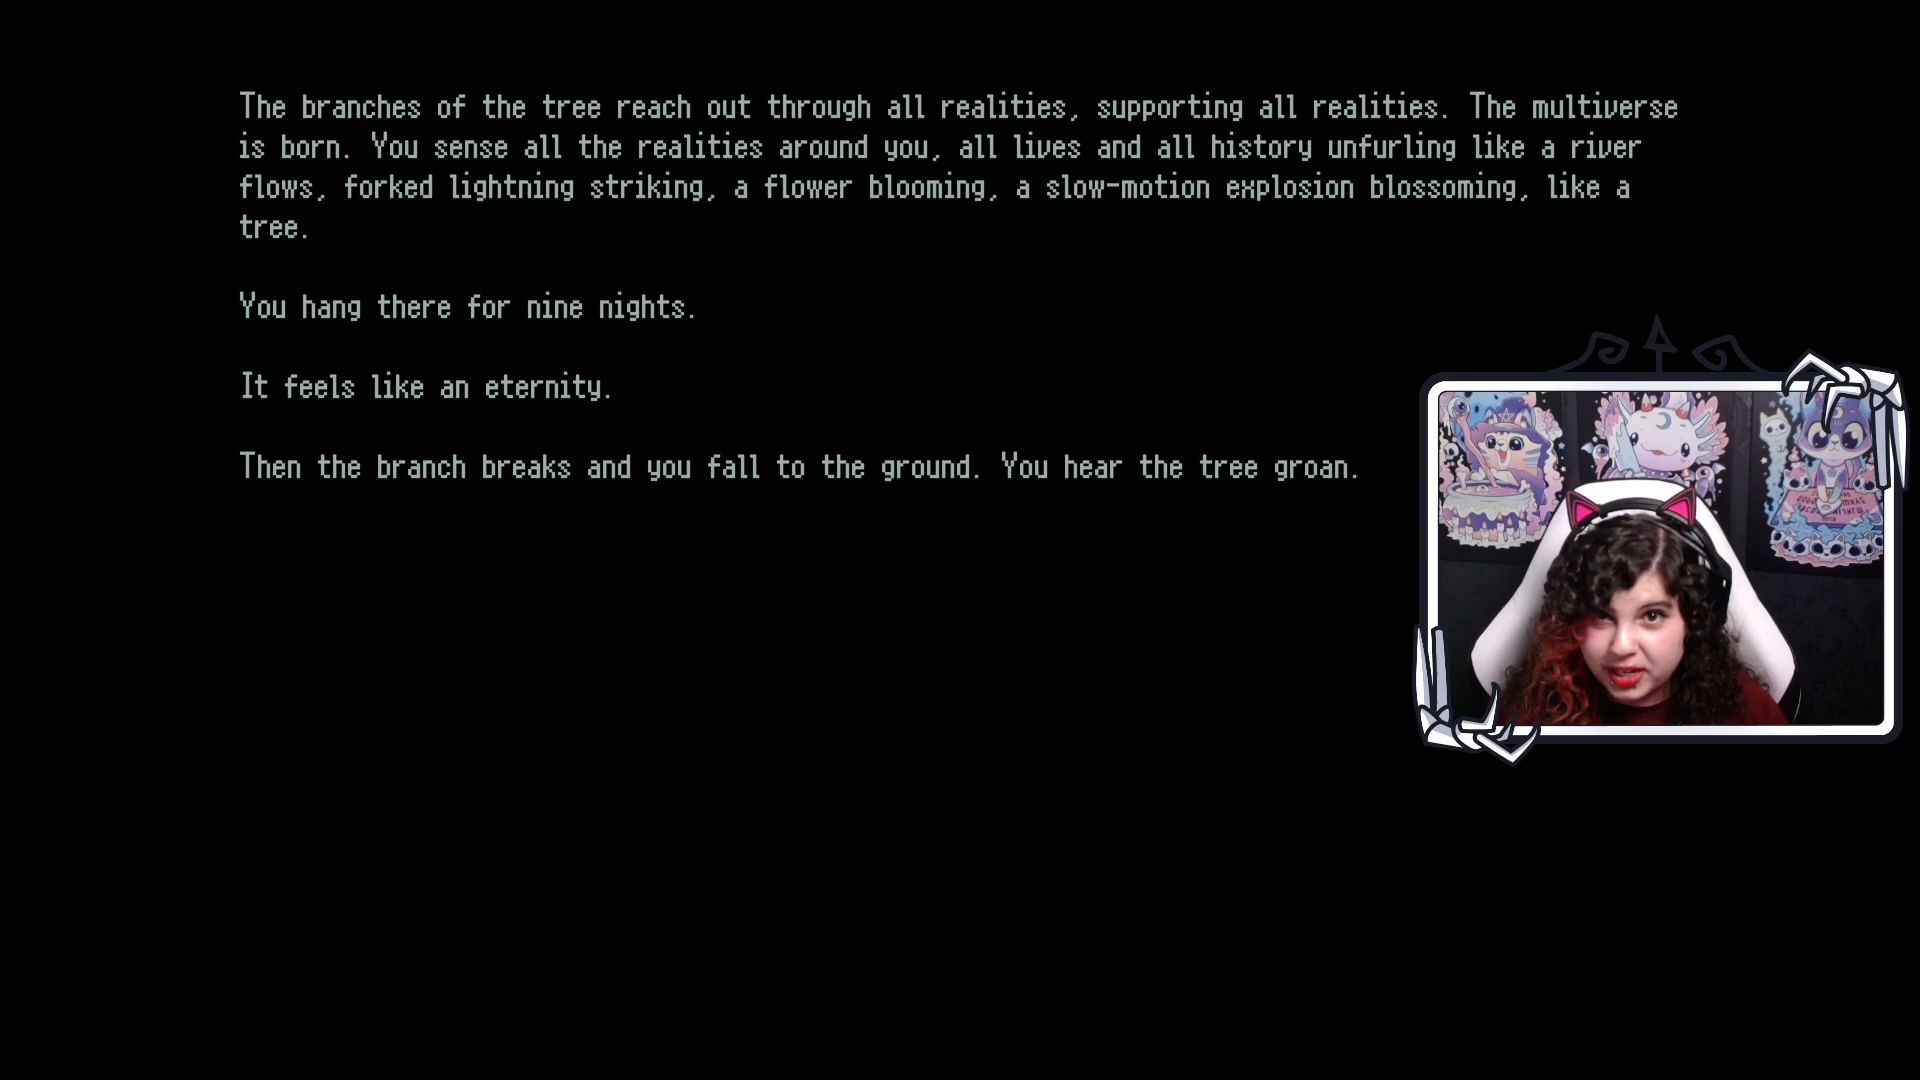 The branches of the tree reach out through all realities, supporting all realities. The multiverse
is born. You sense all the realities around you, all lives and all history unfurling like a river
flows, forked lightning striking, a flower blooming, a slow-motion explosion blossoming, like a
tree.
You hang there for nine nights.
It feels like an eternity.
Then the branch breaks and you fall to the ground. You hear the tree groan.